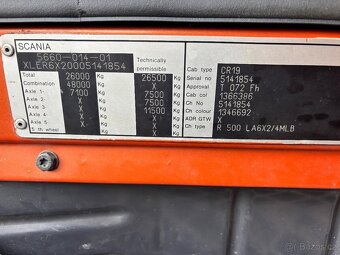 SCANIA
5660-014-01
XLER6X20005141854
Technically
permissible
Total 26000 Kg 26500 Kg
Combination 48000 Kg X Kg
Axle 1 7100 Kg 7500 Kg
Axle 2 X Kg 7500 Kg
Axle 3 X Kg 11500 Kg
Axle 4 X Kg X Kg
Axle 5 X Kg X Kg
5 th wheel X Kg
Cab type CR19
Serial no 5141854
Approval T 072 Fh
Cab col 1366386
Ch No 5141854
Ch colour 1346692
ADR GTW X
Ch type R 500 LA6X2/4MLB